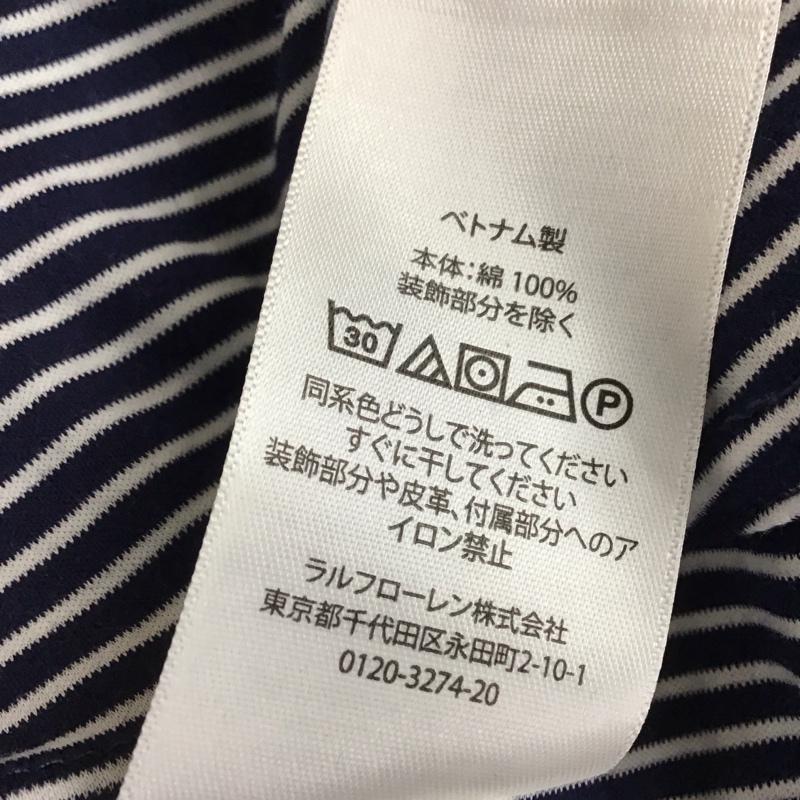 ベトナム製
本体：綿 100%
装飾部分を除く
30 P
同系色どうしで洗ってください
すぐに干してください
装飾部分や皮革、付属部分へのア
イロン禁止
ラルフローレン株式会社
東京都千代田区永田町2-10-1
0120-3274-20